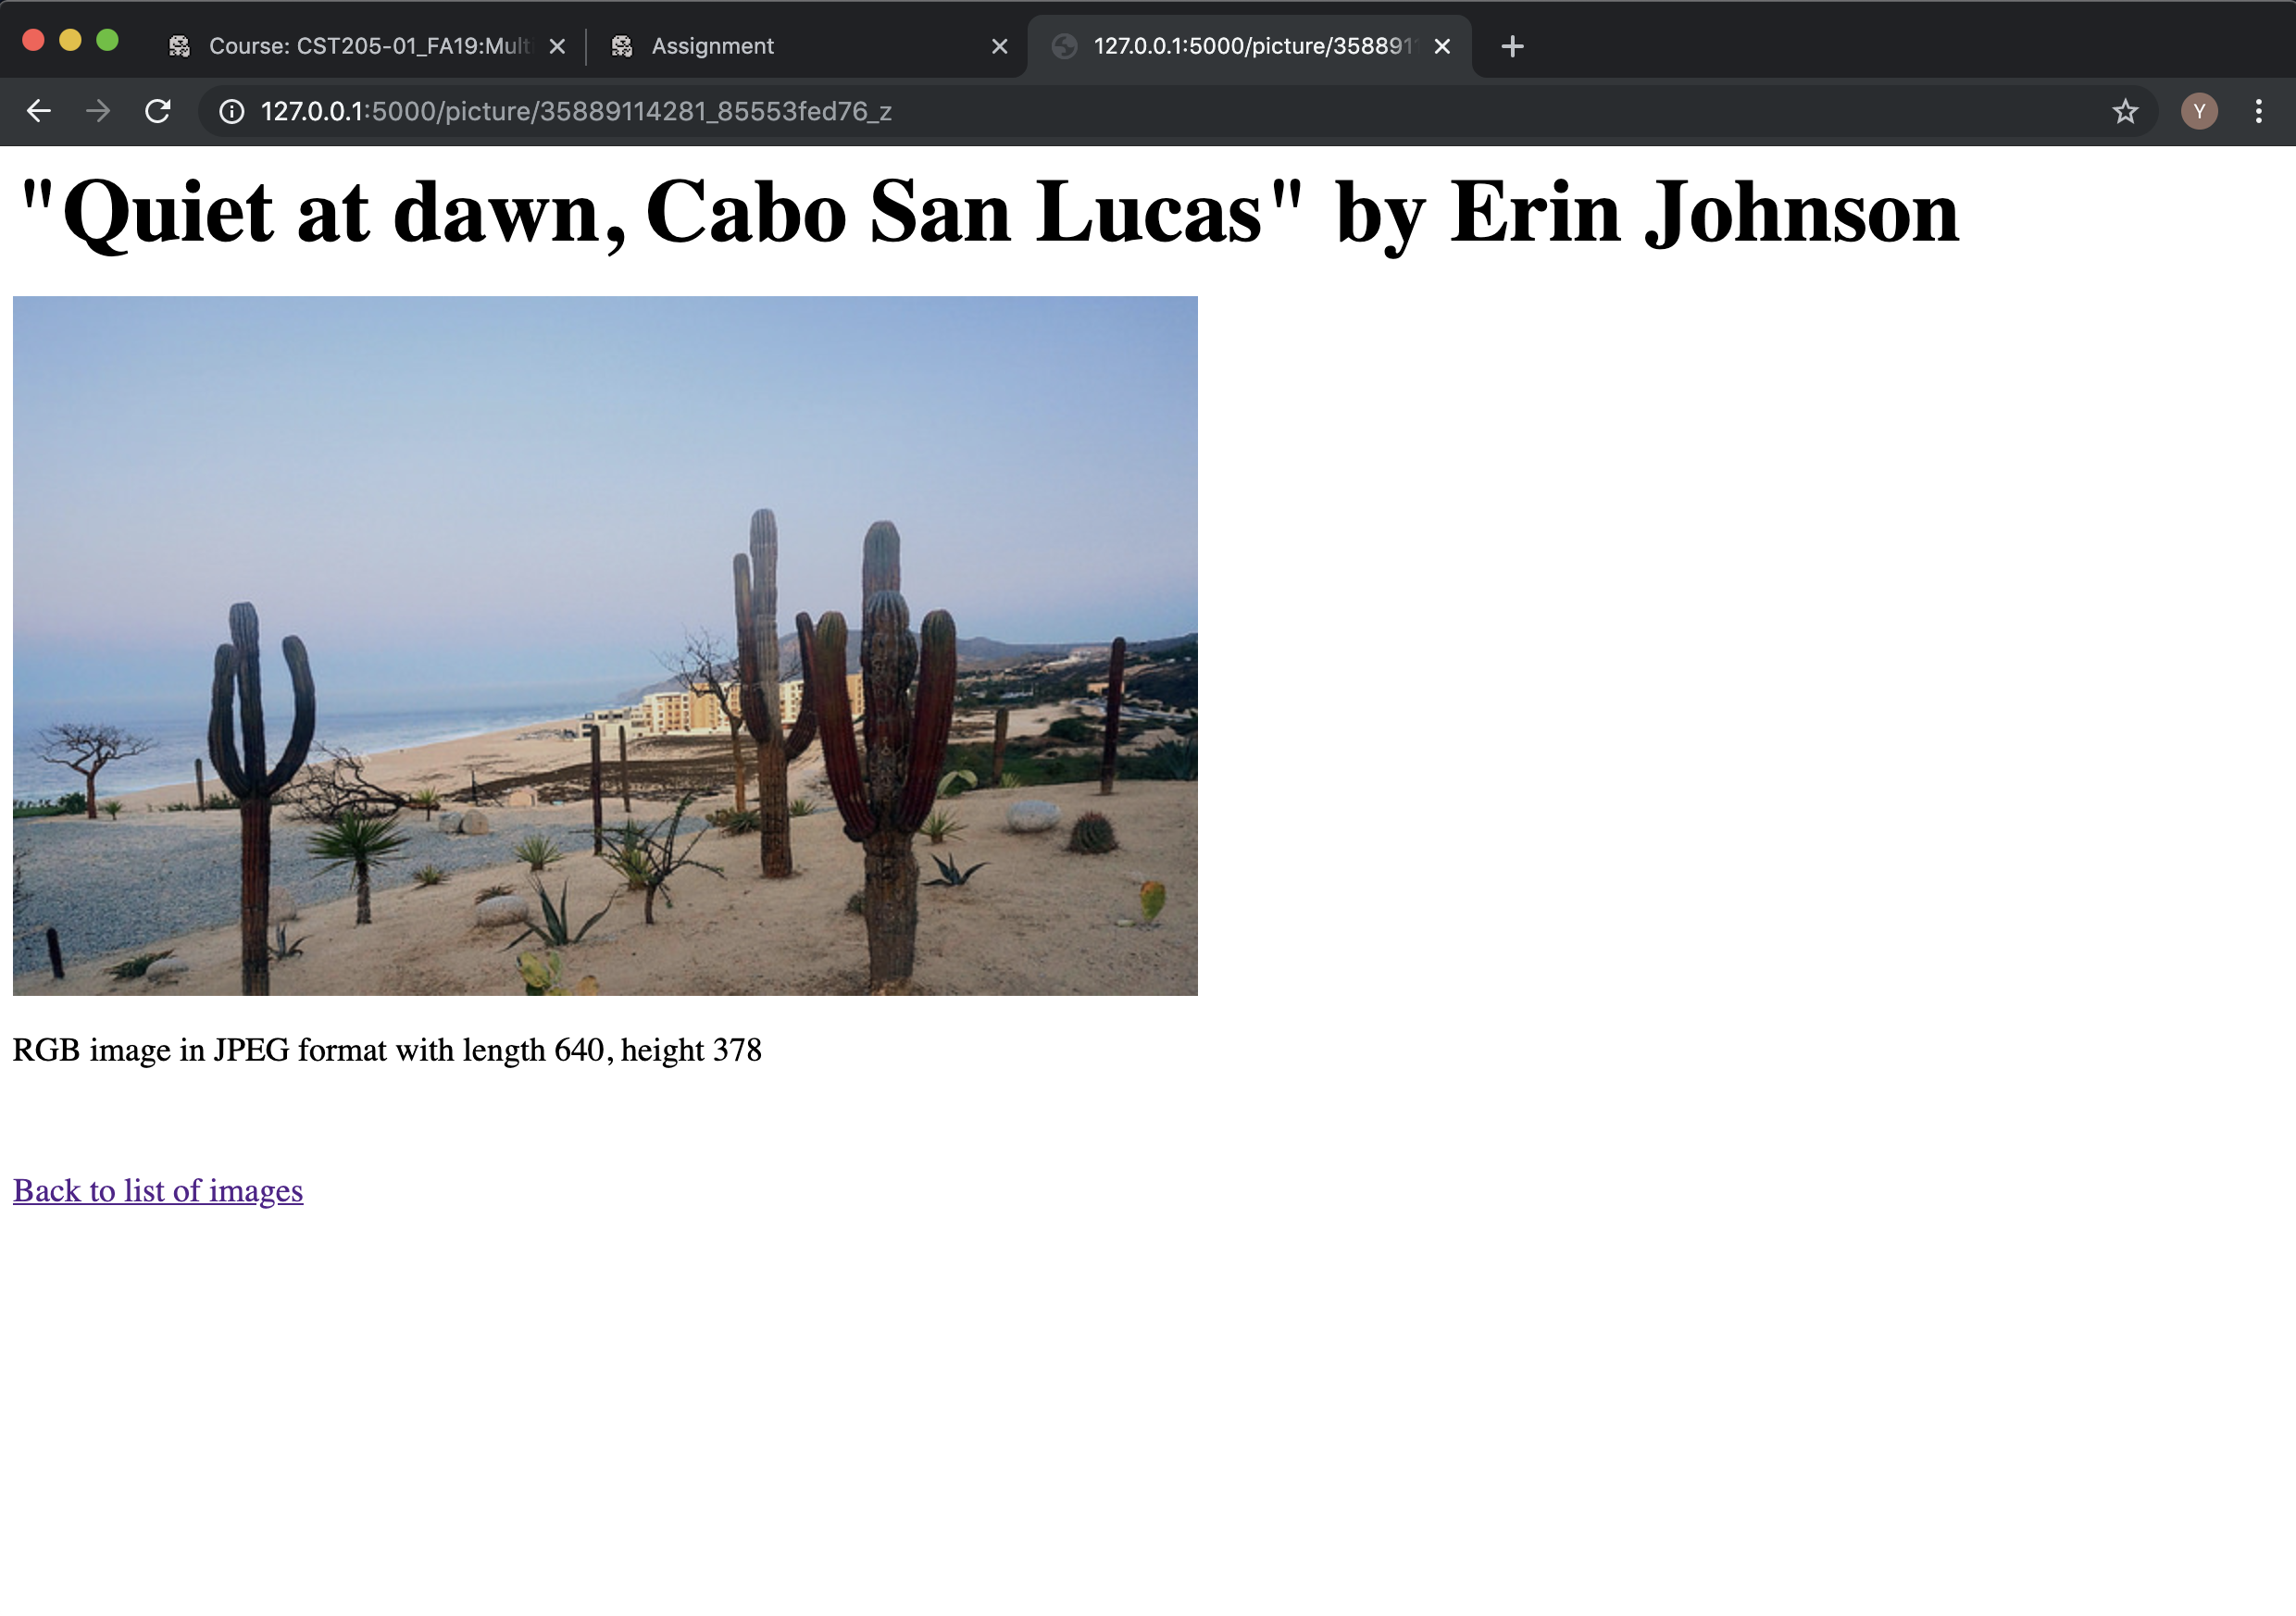 Course: CST205-01_FA19:Mult
Assignment
127.0.0.1:5000/picture/358891
127.0.0.1:5000/picture/35889114281_85553fed76_z
Y
"Quiet at dawn, Cabo San Lucas" by Erin Johnson
RGB image in JPEG format with length 640, height 378
Back to list of images